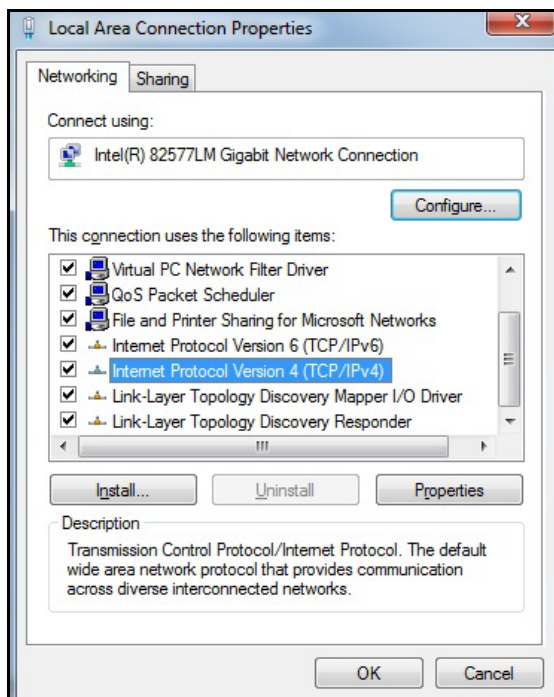 Local Area Connection Properties
Networking
Sharing
Connect using:
Intel(R) 82577LM Gigabit Network Connection
Configure...
This connection uses the following items:
Virtual PC Network Filter Driver
QoS Packet Scheduler
File and Printer Sharing for Microsoft Networks
Internet Protocol Version 6 (TCP/IPv6)
Internet Protocol Version 4 (TCP/IPv4)
Link-Layer Topology Discovery Mapper I/O Driver
Link-Layer Topology Discovery Responder
Install...
Uninstall
Properties
Description
Transmission Control Protocol/Internet Protocol. The default
wide area network protocol that provides communication
across diverse interconnected networks.
OK
Cancel